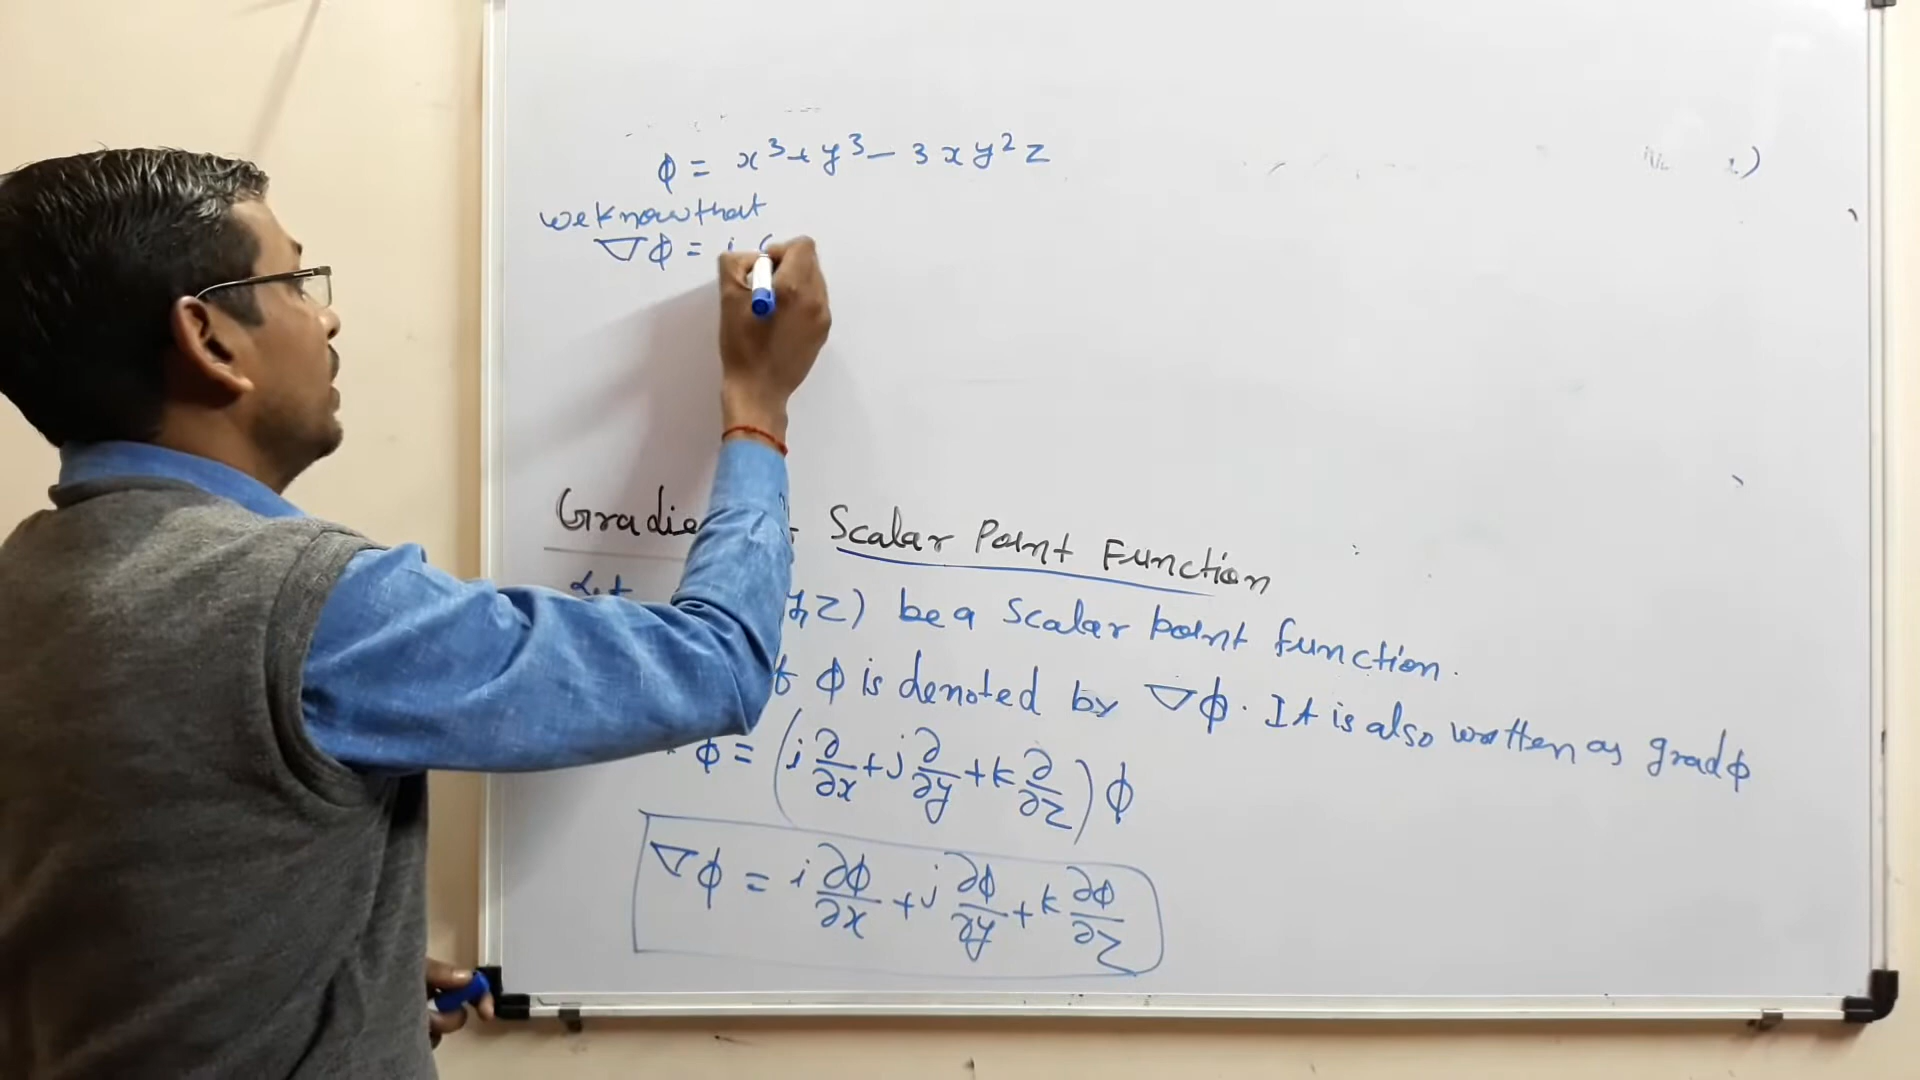 ϕ = x³+y³− 3xy²z
we know that
∇ϕ = i
Scalar Point Function
z) be a scalar point function.
ϕ is denoted by ∇ϕ. It is also written as gradϕ
ϕ = (i ∂/∂x + j ∂/∂y + k ∂/∂z) ϕ
∇ϕ = i ∂ϕ/∂x + j ∂ϕ/∂y + k ∂ϕ/∂z